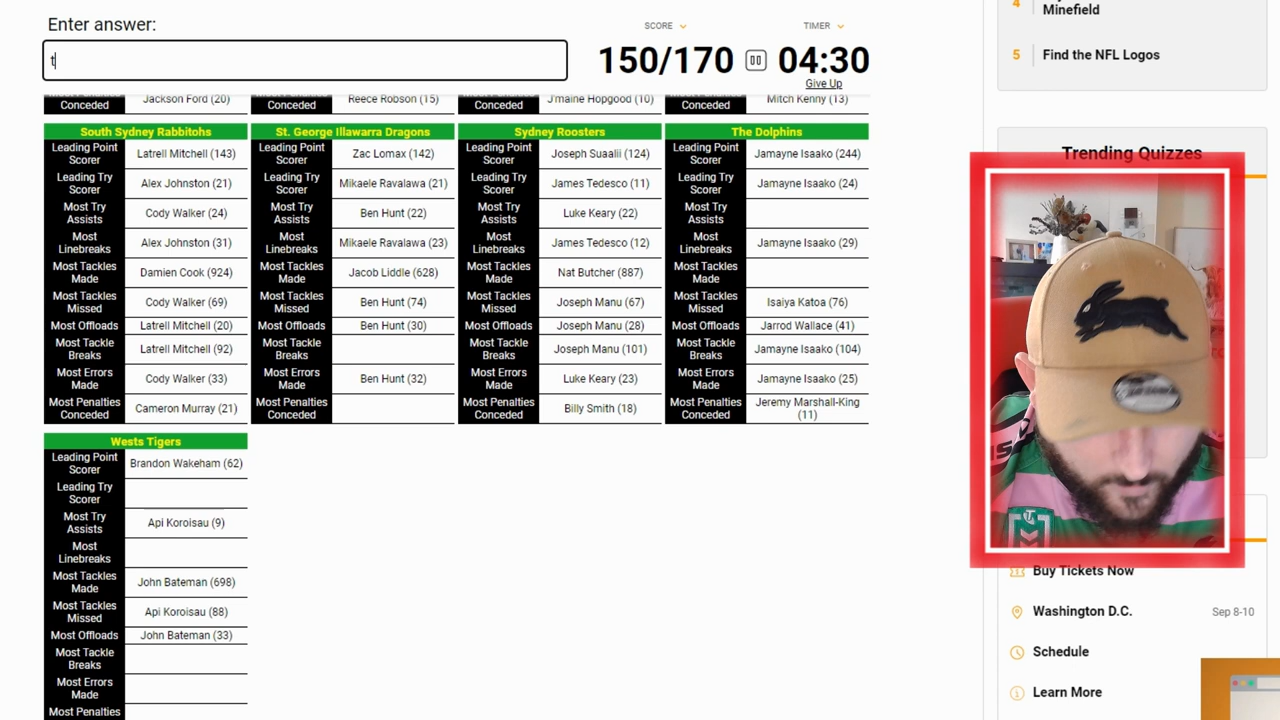 Enter answer:
t
SCORE
150/170
TIMER
04:30
Give Up
4
Minefield
5 Find the NFL Logos
Conceded Jackson Ford (20)
Conceded Reece Robson (15)
Conceded J'maine Hopgood (10)
Conceded Mitch Kenny (13)
South Sydney Rabbitohs
Leading Point Scorer Latrell Mitchell (143)
Leading Try Scorer Alex Johnston (21)
Most Try Assists Cody Walker (24)
Most Linebreaks Alex Johnston (31)
Most Tackles Made Damien Cook (924)
Most Tackles Missed Cody Walker (69)
Most Offloads Latrell Mitchell (20)
Most Tackle Breaks Latrell Mitchell (92)
Most Errors Made Cody Walker (33)
Most Penalties Conceded Cameron Murray (21)
St. George Illawarra Dragons
Leading Point Scorer Zac Lomax (142)
Leading Try Scorer Mikaele Ravalawa (21)
Most Try Assists Ben Hunt (22)
Most Linebreaks Mikaele Ravalawa (23)
Most Tackles Made Jacob Liddle (628)
Most Tackles Missed Ben Hunt (74)
Most Offloads Ben Hunt (30)
Most Tackle Breaks
Most Errors Made Ben Hunt (32)
Most Penalties Conceded
Sydney Roosters
Leading Point Scorer Joseph Suaalii (124)
Leading Try Scorer James Tedesco (11)
Most Try Assists Luke Keary (22)
Most Linebreaks James Tedesco (12)
Most Tackles Made Nat Butcher (887)
Most Tackles Missed Joseph Manu (67)
Most Offloads Joseph Manu (28)
Most Tackle Breaks Joseph Manu (101)
Most Errors Made Luke Keary (23)
Most Penalties Conceded Billy Smith (18)
The Dolphins
Leading Point Scorer Jamayne Isaako (244)
Leading Try Scorer Jamayne Isaako (24)
Most Try Assists
Most Linebreaks Jamayne Isaako (29)
Most Tackles Made
Most Tackles Missed Isaiya Katoa (76)
Most Offloads Jarrod Wallace (41)
Most Tackle Breaks Jamayne Isaako (104)
Most Errors Made Jamayne Isaako (25)
Most Penalties Conceded Jeremy Marshall-King (11)
Wests Tigers
Leading Point Scorer Brandon Wakeham (62)
Leading Try Scorer
Most Try Assists Api Koroisau (9)
Most Linebreaks
Most Tackles Made John Bateman (698)
Most Tackles Missed Api Koroisau (88)
Most Offloads John Bateman (33)
Most Tackle Breaks
Most Errors Made
Most Penalties
Trending Quizzes
Buy Tickets Now
Washington D.C. Sep 8-10
Schedule
Learn More